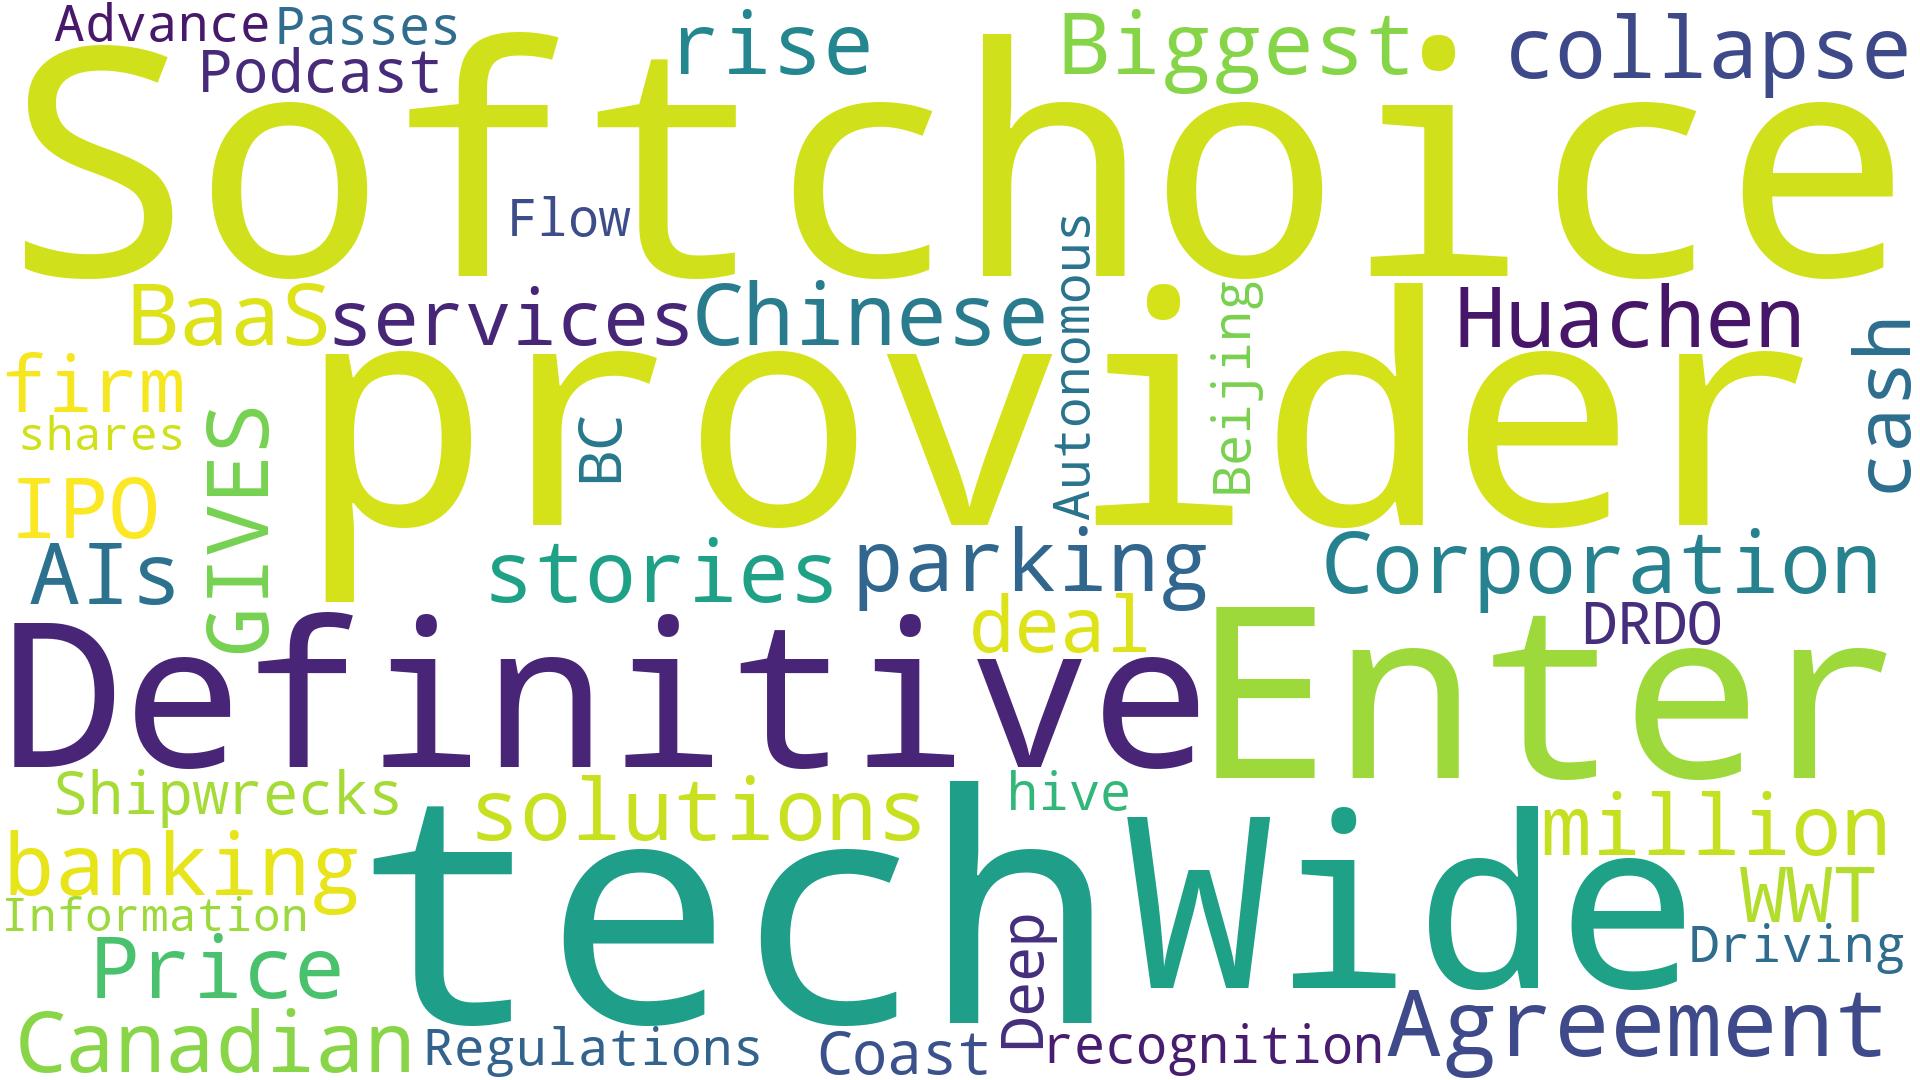 Advance
Passes
Podcast
rise
Biggest
collapse
Softchoice
Flow
BaaS
services
Chinese
Autonomous
Beijing
Huachen
cash
firm
shares
GIVES
provider
BC
IPO
AIs
stories
parking
Corporation
deal
DRDO
Definitive
Enter
Shipwrecks
solutions
hive
million
banking
tech
Wide
WWT
Information
Driving
Price
Deep
Canadian
Regulations
Coast
recognition
Agreement